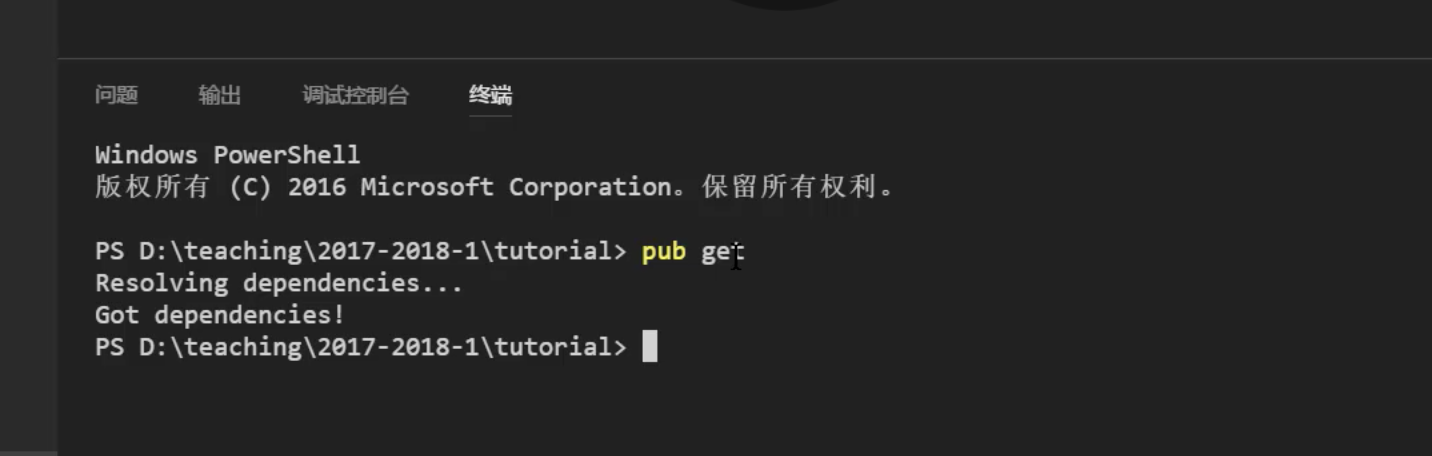 问题 输出 调试控制台 终端
Windows PowerShell
版权所有 (C) 2016 Microsoft Corporation。保留所有权利。
PS D:\teaching\2017-2018-1\tutorial> pub get
Resolving dependencies...
Got dependencies!
PS D:\teaching\2017-2018-1\tutorial>